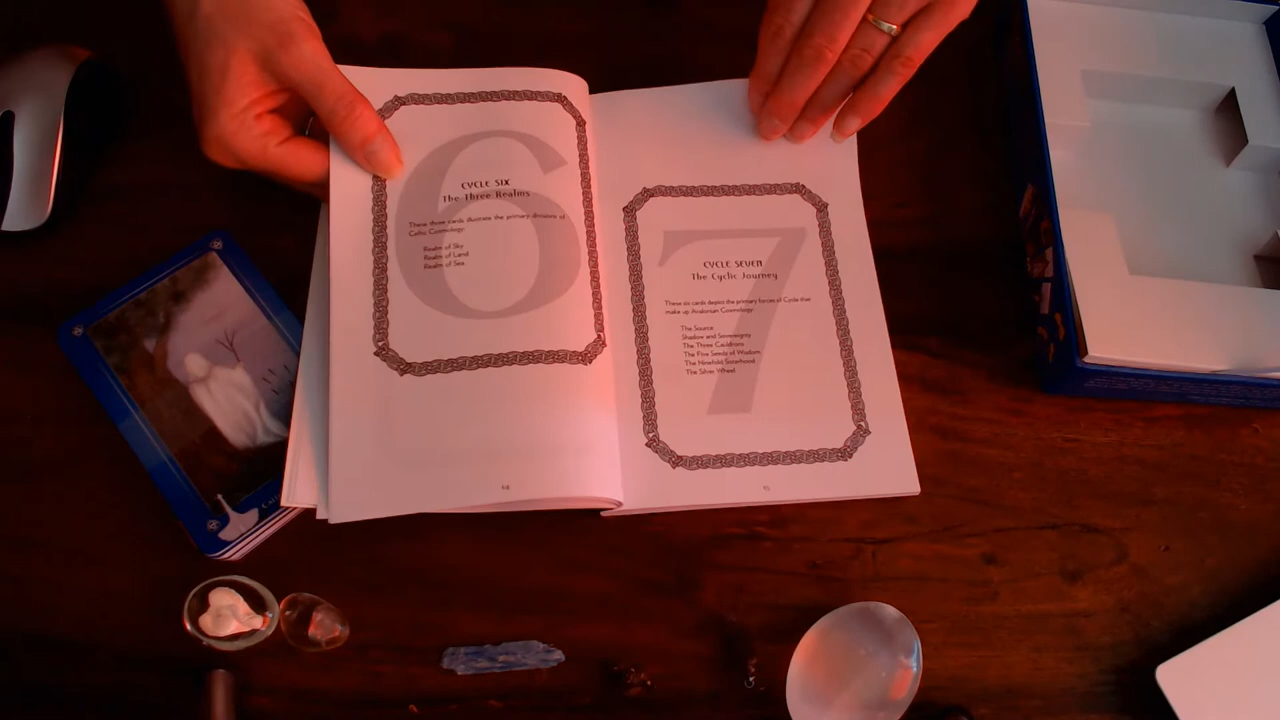 6
CYCLE SIX
The Three Realms
These three cards illustrate the primary divisions of
Celtic Cosmology:
Realm of Sky
Realm of Land
Realm of Sea
7
CYCLE SEVEN
The Cyclic Journey
These six cards depict the primary forces of Cycle that
make up Avalonian Cosmology:
The Source
Shadow and Sovereignty
The Three Cauldrons
The Five Seeds of Wisdom
The Ninefold Sisterhood
The Silver Wheel